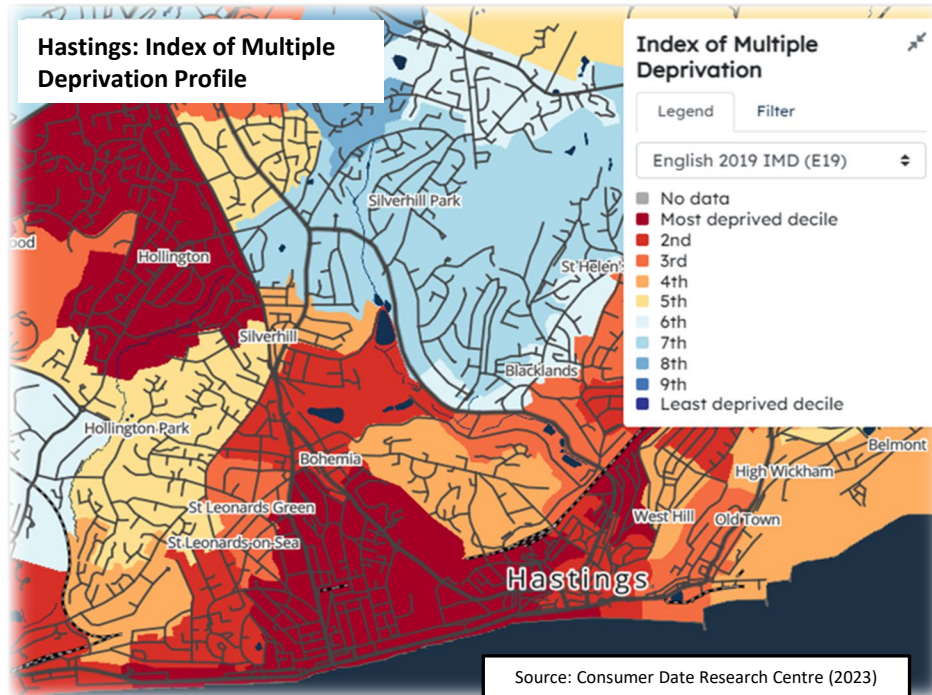 Hastings: Index of Multiple
Deprivation Profile
Index of Multiple
Deprivation
Legend
Filter
English 2019 IMD (E19)
No data
Most deprived decile
2nd
3rd
4th
5th
6th
7th
8th
9th
Least deprived decile
Silverhill Park
ood
Hollington
St Helen's
Silverhill
Blacklands
Hollington Park
Bohemia
Belmont
High Wickham
St Leonards Green
West Hill
Old Town
St Leonards-on-Sea
Hastings
Source: Consumer Date Research Centre (2023)